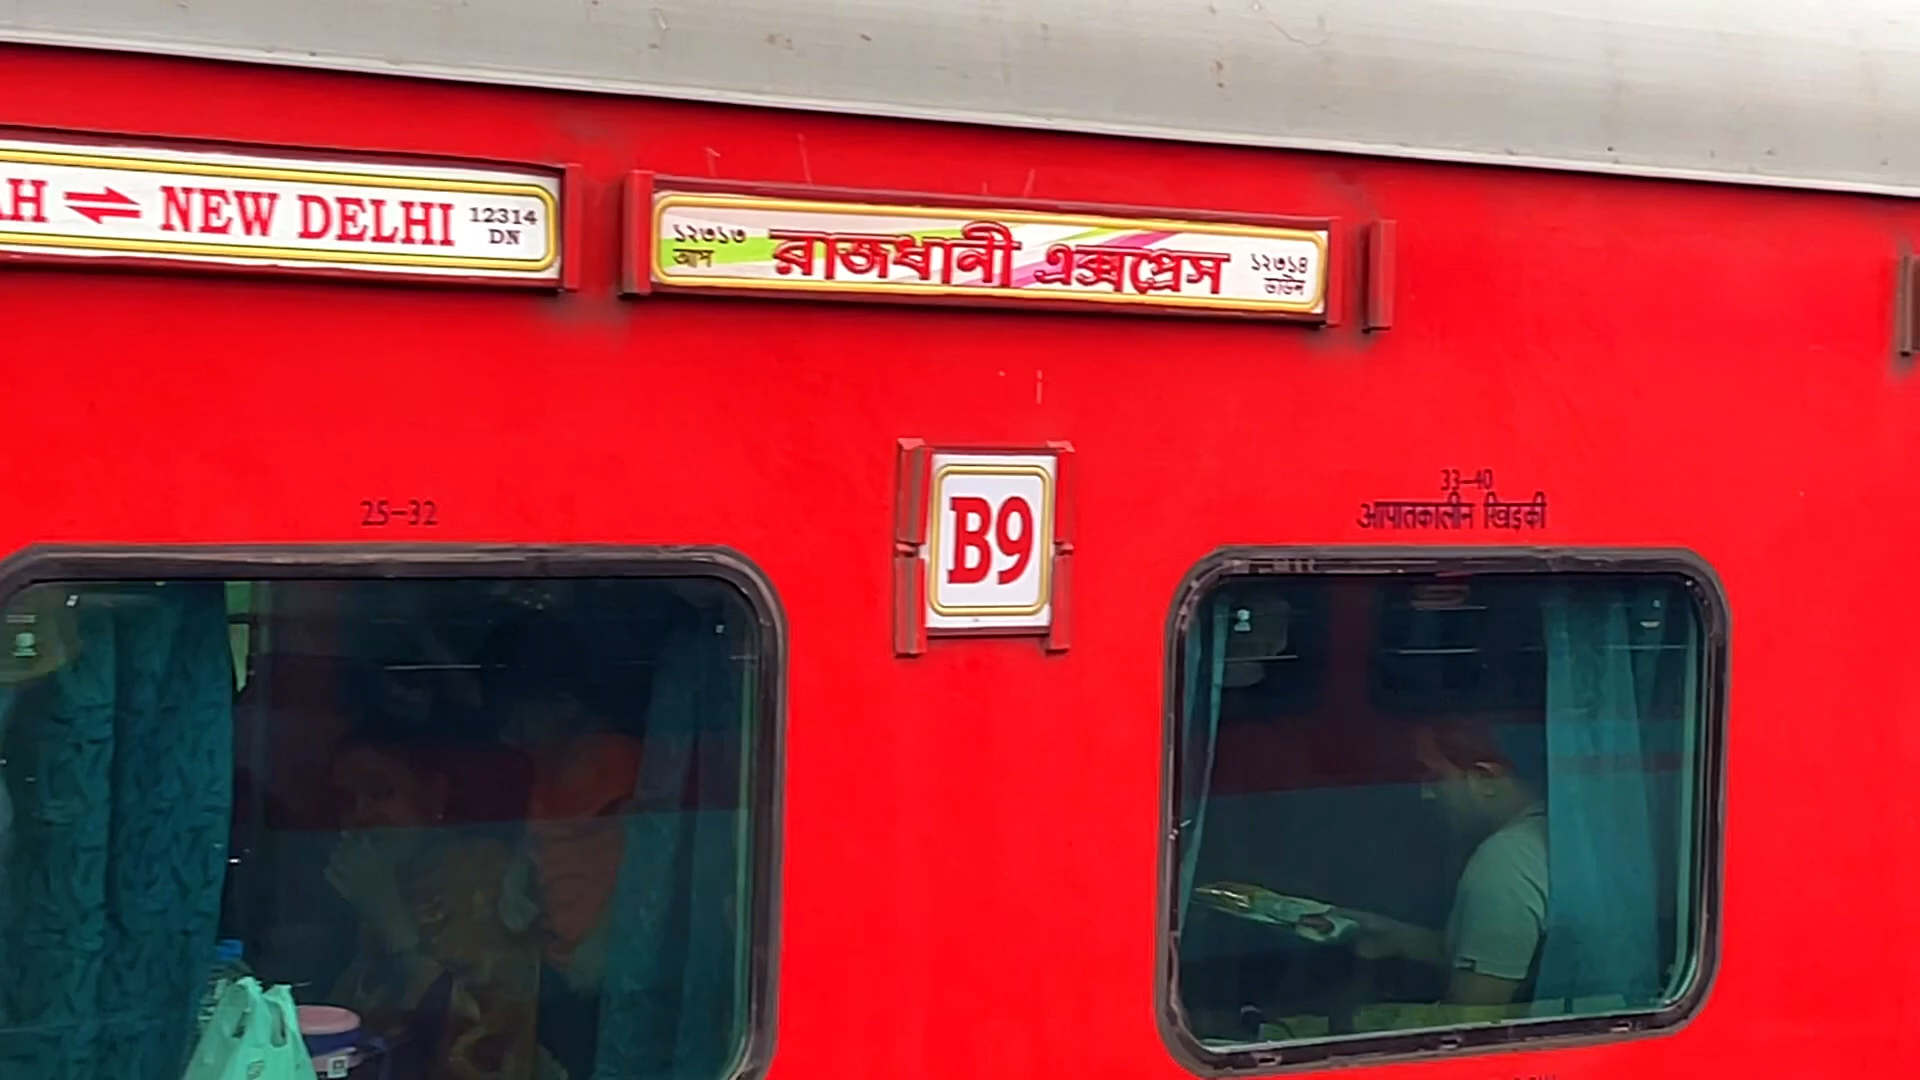 AH ⇌ NEW DELHI
12314
DN
১২৩১৩
আপ
রাজধানী এক্সপ্রেস
১২৩১৪
ডাউন
25-32
B9
33-40
आपातकालीन खिड़की